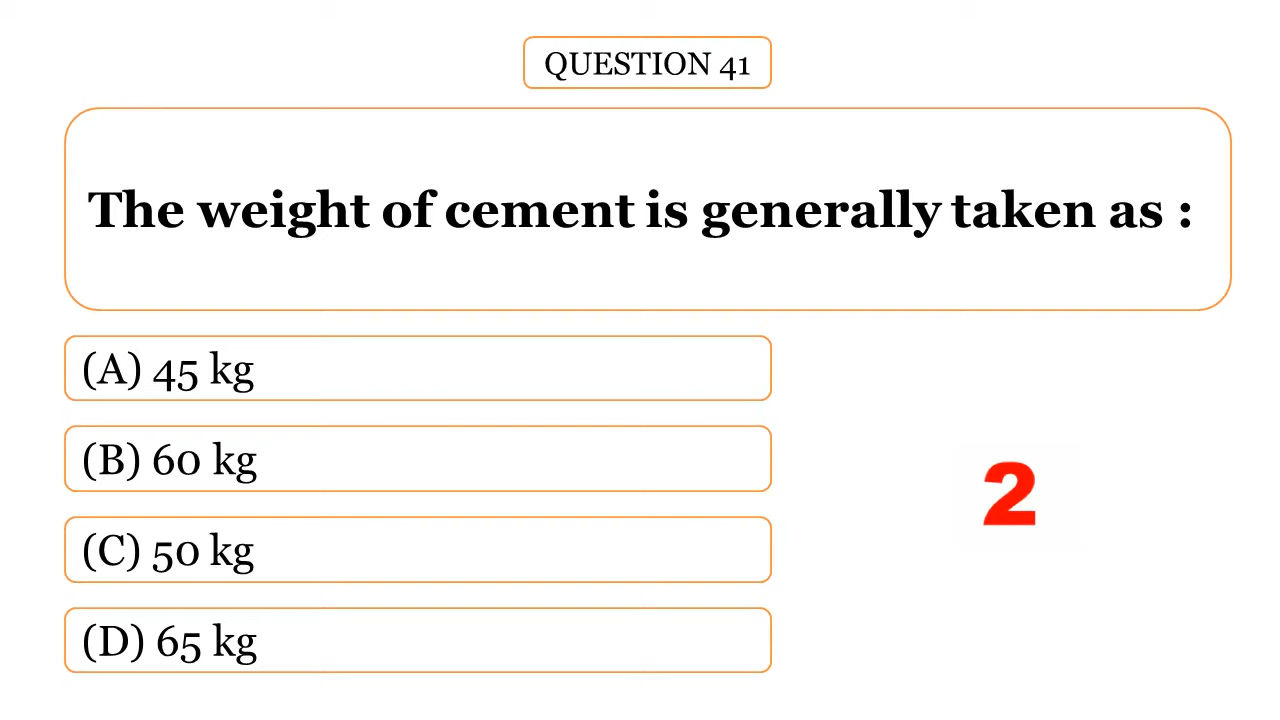 QUESTION 41
The weight of cement is generally taken as :
(A) 45 kg
(B) 60 kg
(C) 50 kg
2
(D) 65 kg